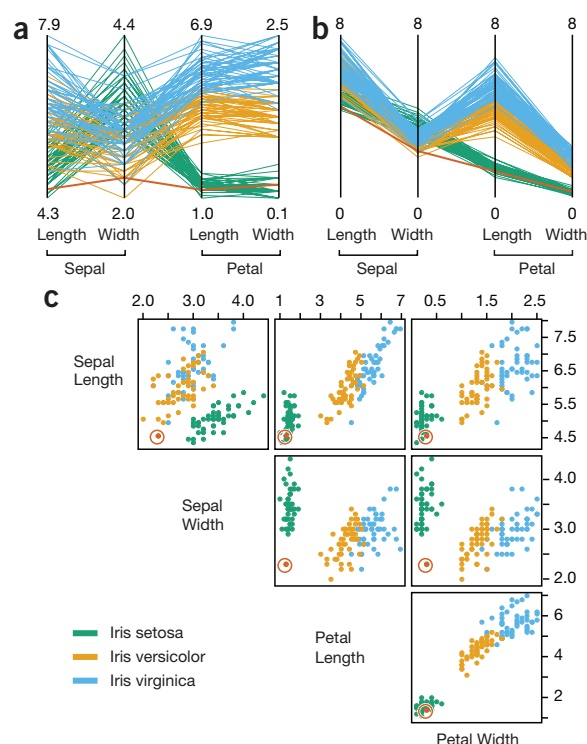 a b
7.9 4.4 6.9 2.5 8 8 8 8
4.3 2.0 1.0 0.1 0 0 0 0
Length Width Length Width Length Width Length Width
Sepal Petal Sepal Petal
c
2.0 3.0 4.0 1 3 4 5 7 0.5 1.5 2.5
Sepal
Length
7.5
6.5
5.5
4.5
Sepal
Width
4.0
3.0
2.0
Iris setosa
Iris versicolor
Iris virginica
Petal
Length
6
4
2
Petal Width